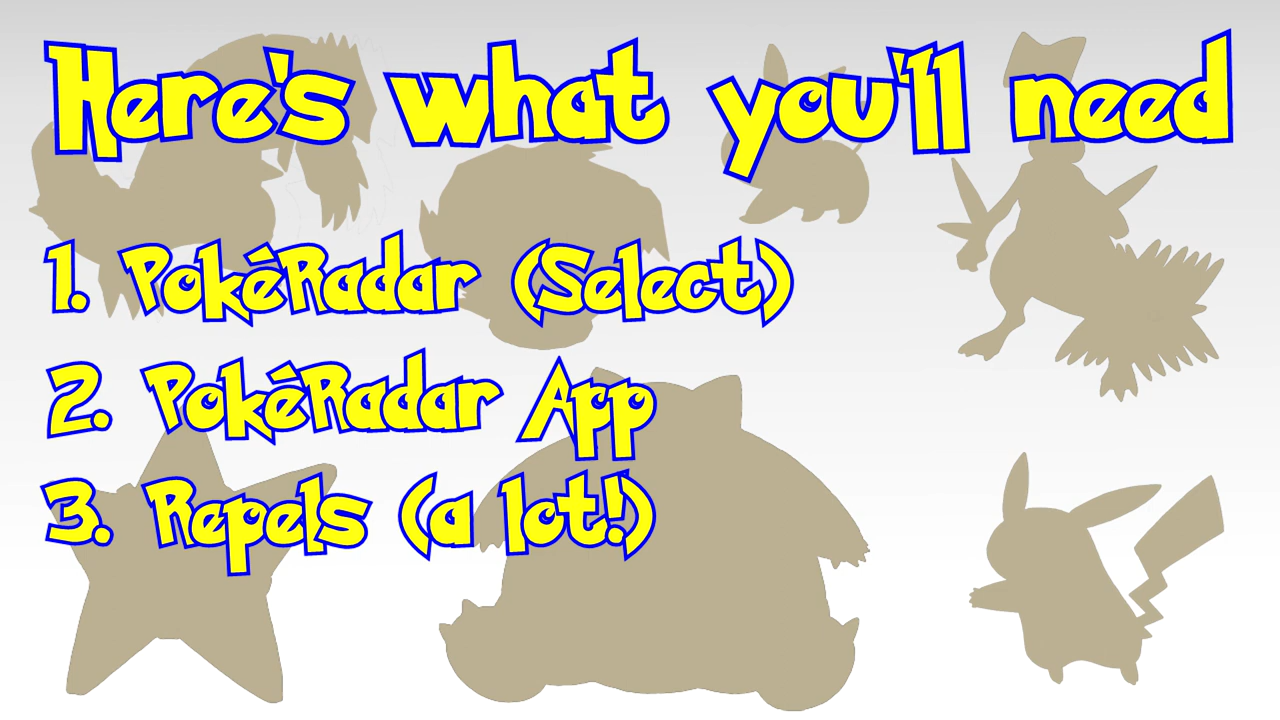 Here's what you'll need
1. PokéRadar (Select)
2. PokéRadar App
3. Repels (a lot!)